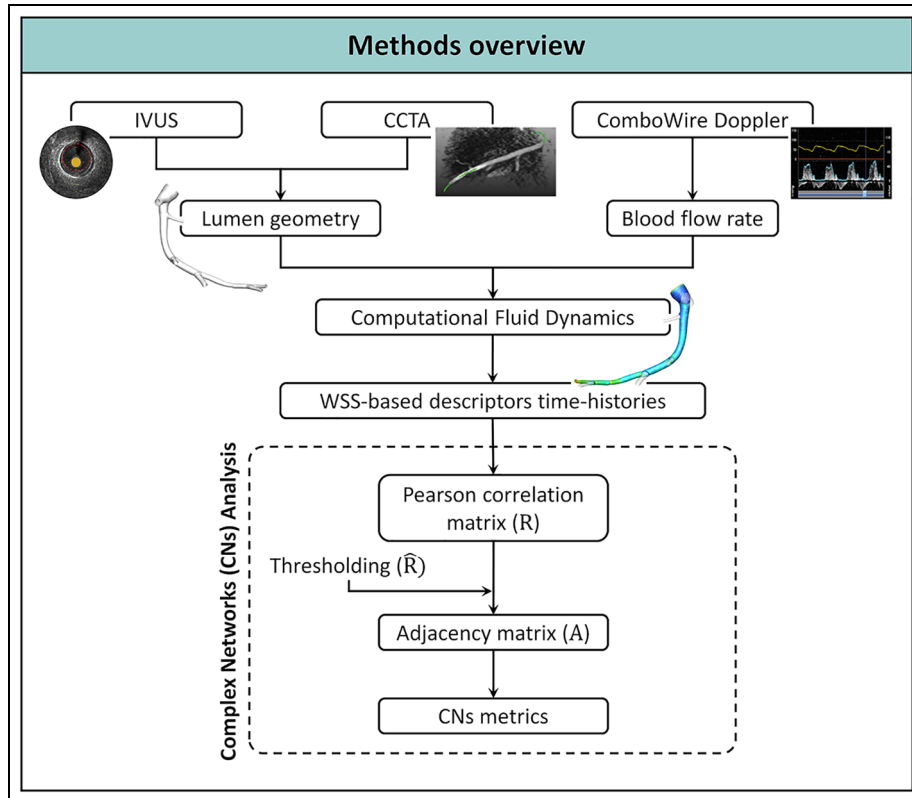 Methods overview
IVUS
CCTA
ComboWire Doppler
Lumen geometry
Blood flow rate
Computational Fluid Dynamics
WSS-based descriptors time-histories
Complex Networks (CNs) Analysis
Pearson correlation
matrix (R)
Thresholding (R̂)
Adjacency matrix (A)
CNs metrics